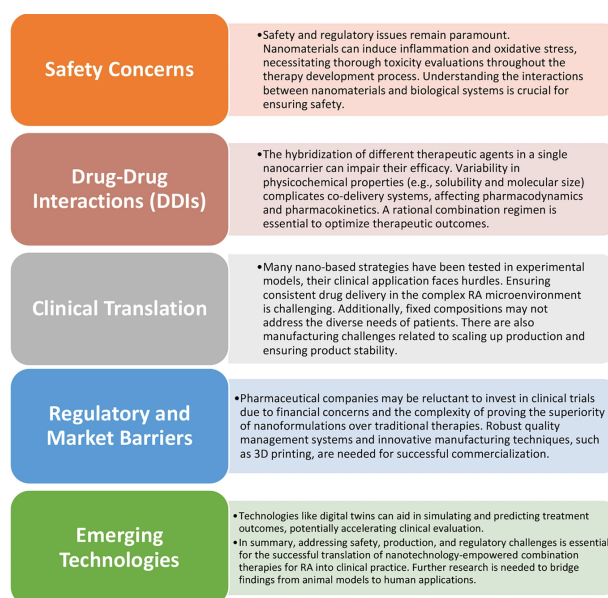 Safety Concerns
•Safety and regulatory issues remain paramount.
Nanomaterials can induce inflammation and oxidative stress,
necessitating thorough toxicity evaluations throughout the
therapy development process. Understanding the interactions
between nanomaterials and biological systems is crucial for
ensuring safety.
Drug-Drug
Interactions (DDIs)
•The hybridization of different therapeutic agents in a single
nanocarrier can impair their efficacy. Variability in
physicochemical properties (e.g., solubility and molecular size)
complicates co-delivery systems, affecting pharmacodynamics
and pharmacokinetics. A rational combination regimen is
essential to optimize therapeutic outcomes.
Clinical Translation
•Many nano-based strategies have been tested in experimental
models, their clinical application faces hurdles. Ensuring
consistent drug delivery in the complex RA microenvironment
is challenging. Additionally, fixed compositions may not
address the diverse needs of patients. There are also
manufacturing challenges related to scaling up production and
ensuring product stability.
Regulatory and
Market Barriers
•Pharmaceutical companies may be reluctant to invest in clinical trials
due to financial concerns and the complexity of proving the superiority
of nanoformulations over traditional therapies. Robust quality
management systems and innovative manufacturing techniques, such
as 3D printing, are needed for successful commercialization.
Emerging
Technologies
•Technologies like digital twins can aid in simulating and predicting treatment
outcomes, potentially accelerating clinical evaluation.
•In summary, addressing safety, production, and regulatory challenges is essential
for the successful translation of nanotechnology-empowered combination
therapies for RA into clinical practice. Further research is needed to bridge
findings from animal models to human applications.